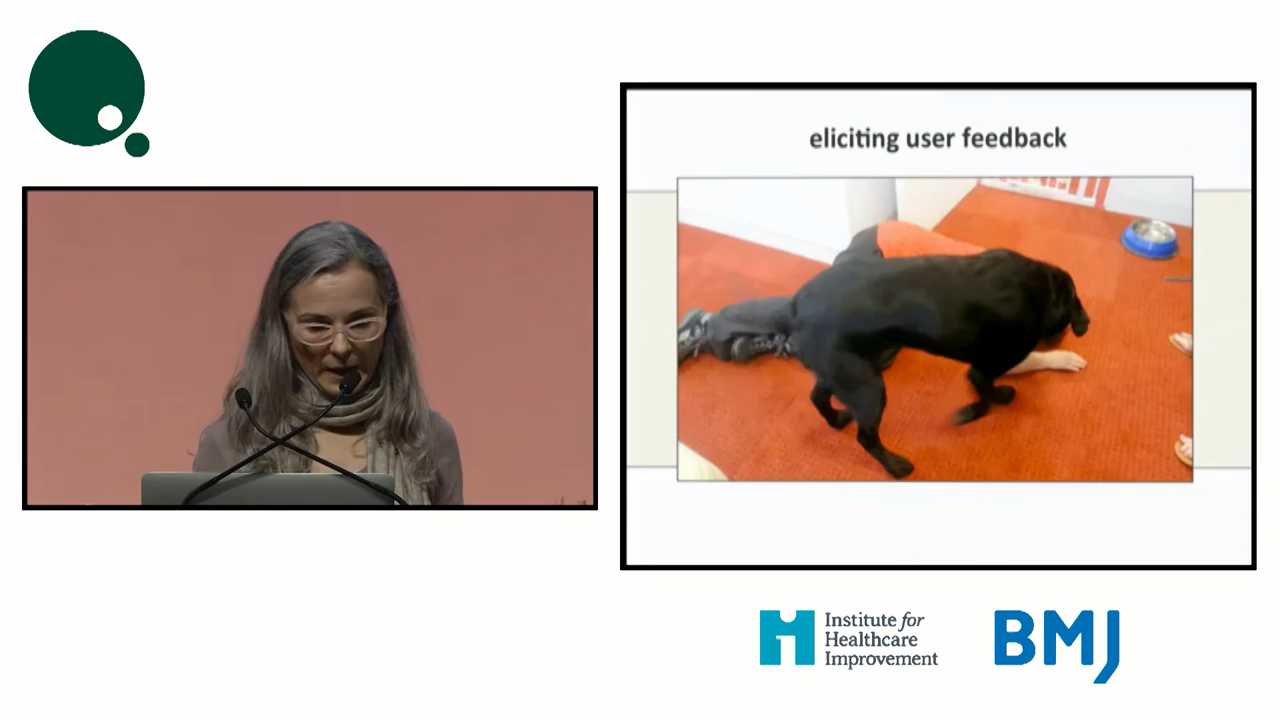 eliciting user feedback
Institute for
Healthcare
Improvement
BMJ